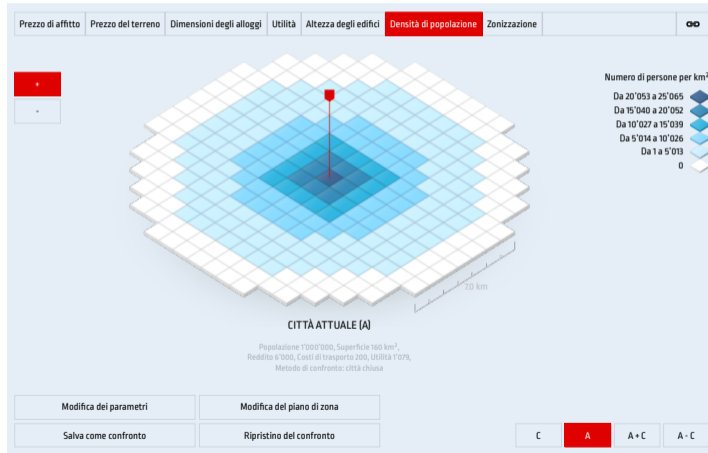 Prezzo di affitto
Prezzo del terreno
Dimensioni degli alloggi
Utilità
Altezza degli edifici
Densità di popolazione
Zonizzazione
+
-
Numero di persone per km²
Da 20'053 a 25'065
Da 15'040 a 20'052
Da 10'027 a 15'039
Da 5'014 a 10'026
Da 1 a 5'013
0
20 km
CITTÀ ATTUALE (A)
Popolazione 1'000'000, Superficie 160 km²,
Reddito 6'000, Costi di trasporto 200, Utilità 1'079,
Metodo di confronto: città chiusa
Modifica dei parametri
Modifica del piano di zona
Salva come confronto
Ripristino del confronto
C
A
A + C
A - C